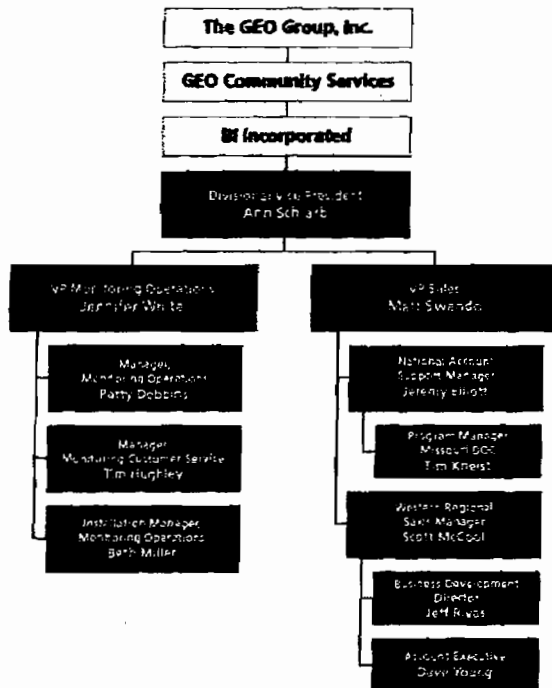 The GEO Group, Inc.
GEO Community Services
BI Incorporated
Divisional Vice President
Ann Schlarb
VP Monitoring Operations
Jennifer White
Manager,
Monitoring Operations
Patty Dobbins
Manager
Monitoring Customer Service
Tim Hughley
Installation Manager,
Monitoring Operations
Beth Miller
VP Sales
Matt Swando
National Account
Support Manager
Jeremy Elliott
Program Manager
Missouri DOC
Tim
Western Regional
Sales Manager
Scott McCool
Business Development
Director
Jeff Rivas
Account Executive
Dave Young